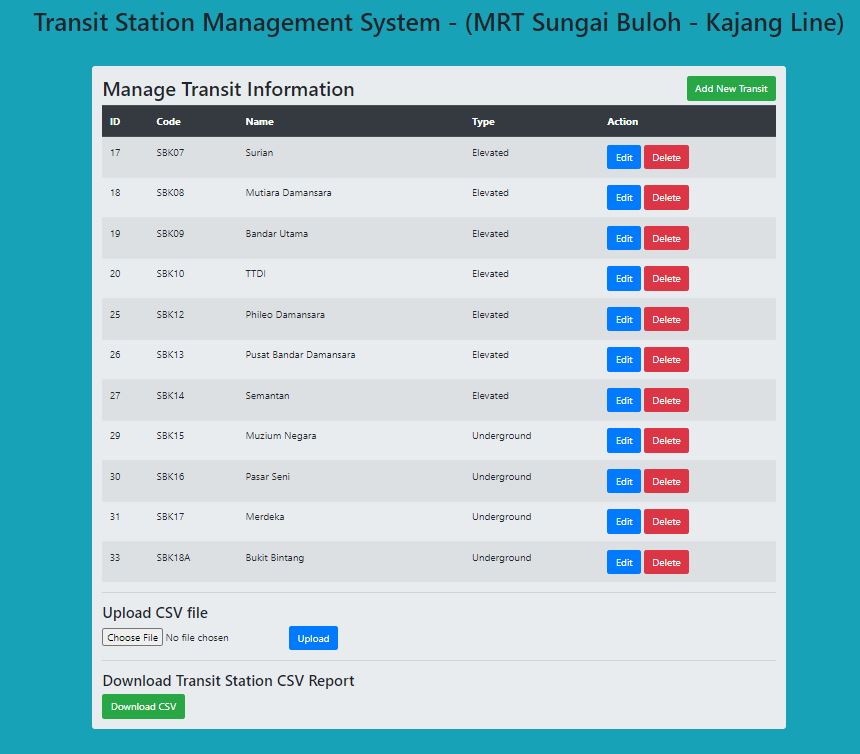 Transit Station Management System - (MRT Sungai Buloh - Kajang Line)
Manage Transit Information Add New Transit
ID Code Name Type Action
17 SBK07 Surian Elevated Edit Delete
18 SBK08 Mutiara Damansara Elevated Edit Delete
19 SBK09 Bandar Utama Elevated Edit Delete
20 SBK10 TTDI Elevated Edit Delete
25 SBK12 Phileo Damansara Elevated Edit Delete
26 SBK13 Pusat Bandar Damansara Elevated Edit Delete
27 SBK14 Semantan Elevated Edit Delete
29 SBK15 Muzium Negara Underground Edit Delete
30 SBK16 Pasar Seni Underground Edit Delete
31 SBK17 Merdeka Underground Edit Delete
33 SBK18A Bukit Bintang Underground Edit Delete
Upload CSV file
Choose File No file chosen Upload
Download Transit Station CSV Report
Download CSV